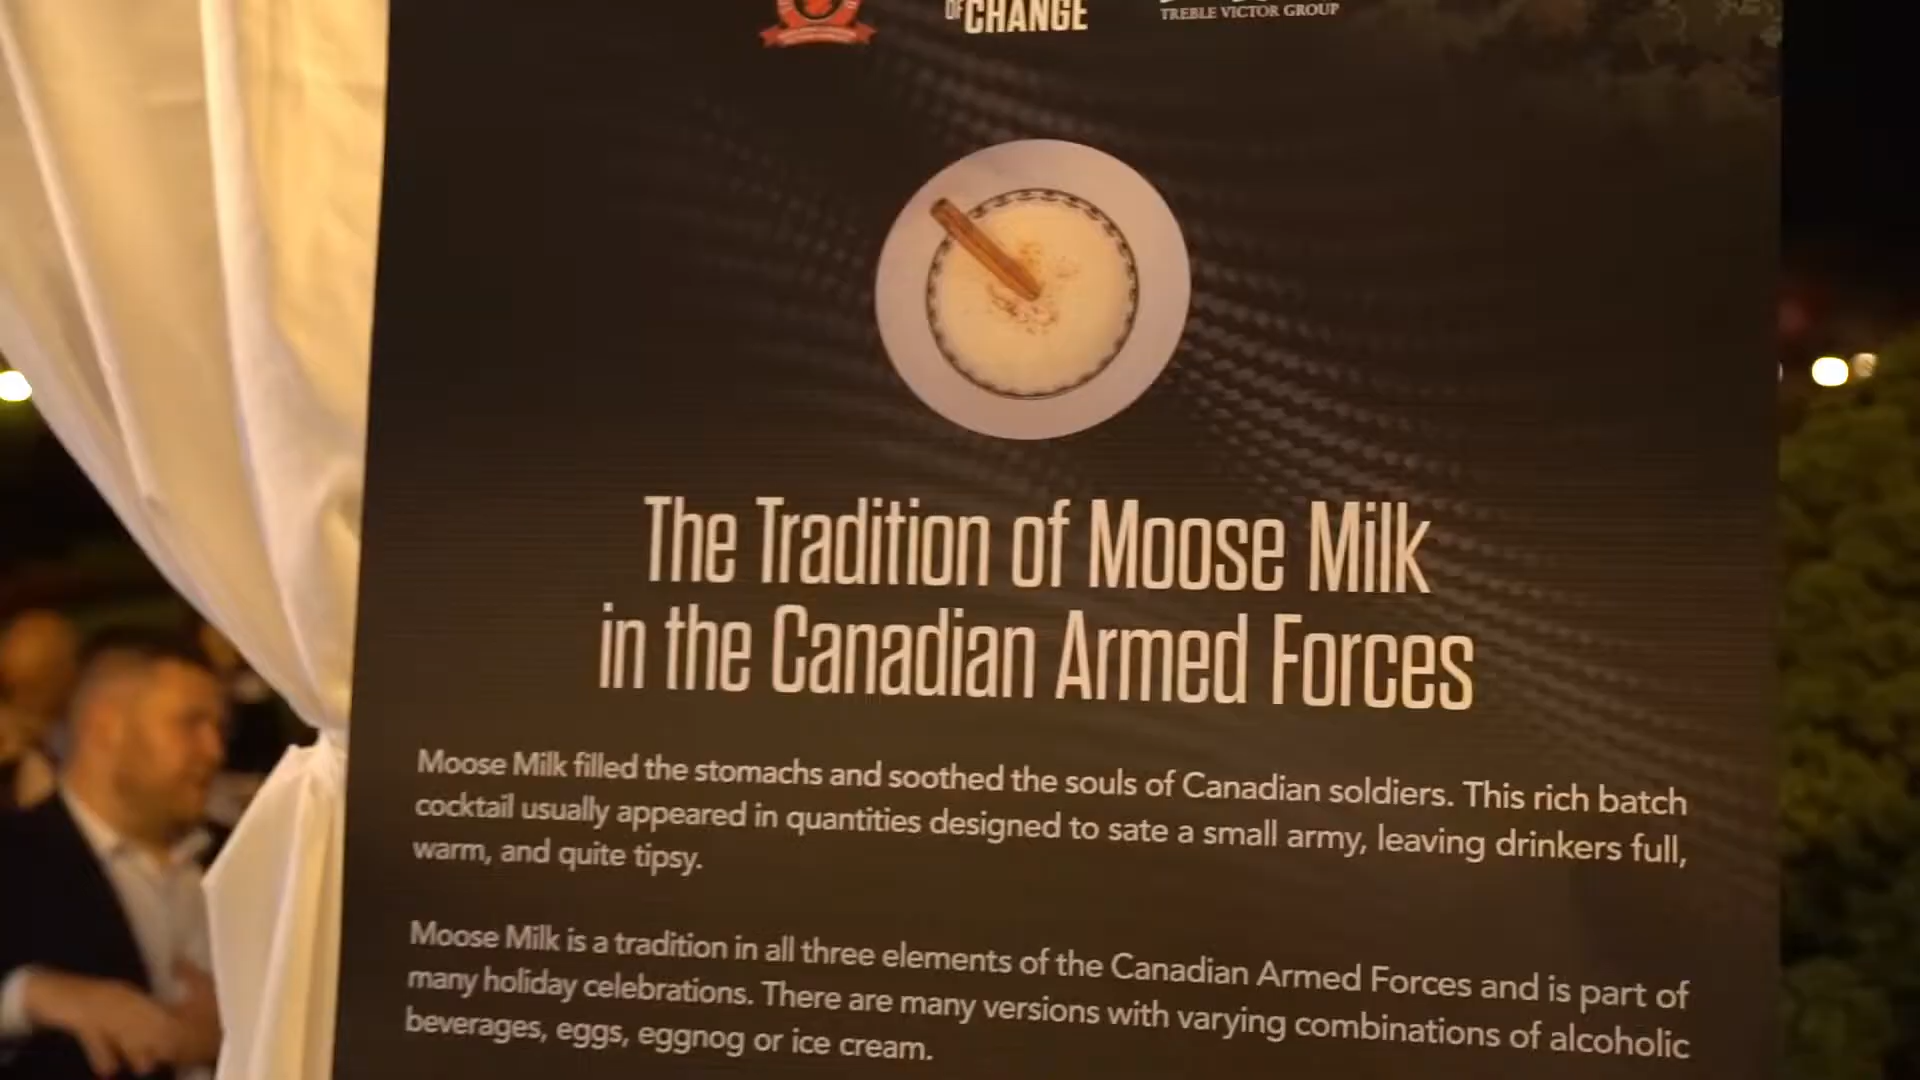 OF CHANGE
TREBLE VICTOR GROUP
The Tradition of Moose Milk
in the Canadian Armed Forces
Moose Milk filled the stomachs and soothed the souls of Canadian soldiers. This rich batch
cocktail usually appeared in quantities designed to sate a small army, leaving drinkers full,
warm, and quite tipsy.
Moose Milk is a tradition in all three elements of the Canadian Armed Forces and is part of
many holiday celebrations. There are many versions with varying combinations of alcoholic
beverages, eggs, eggnog or ice cream.